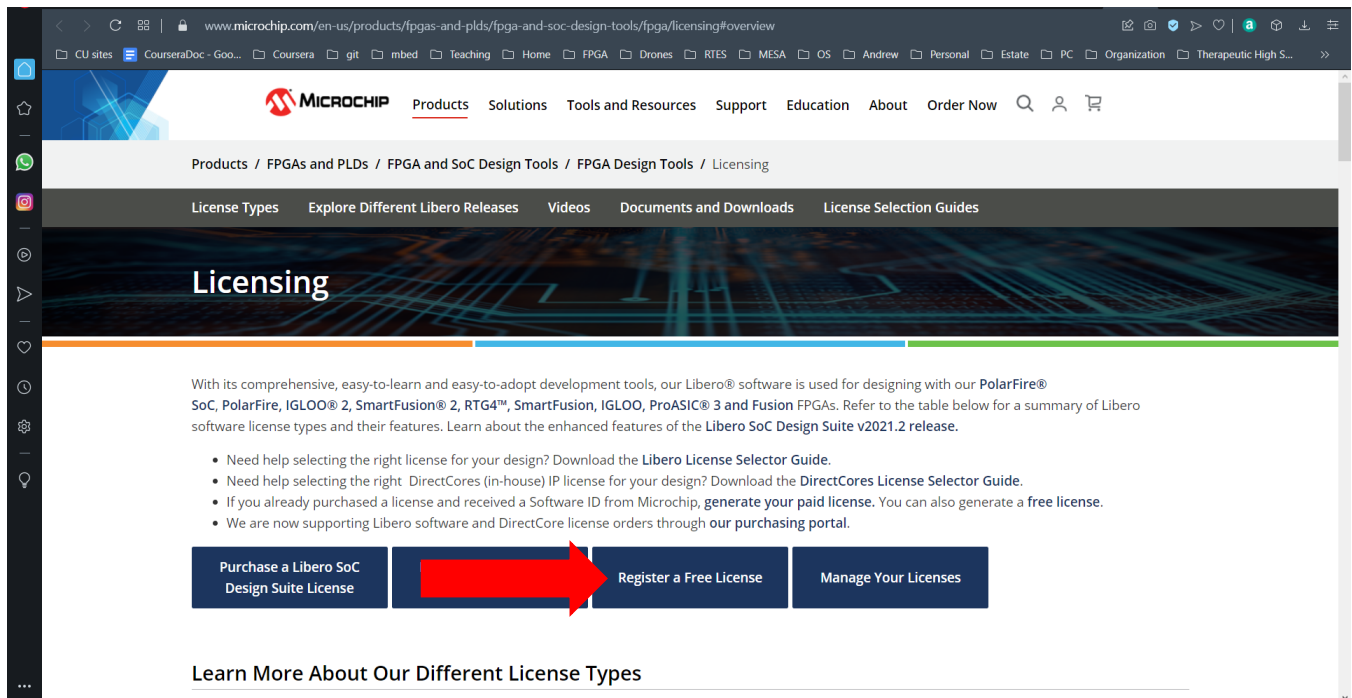 www.microchip.com/en-us/products/fpgas-and-plds/fpga-and-soc-design-tools/fpga/licensing#overview
CU sites CourseraDoc - Goo... Coursera git mbed Teaching Home FPGA Drones RTES MESA OS Andrew Personal Estate PC Organization Therapeutic High S...
MICROCHIP Products Solutions Tools and Resources Support Education About Order Now
Products / FPGAs and PLDs / FPGA and SoC Design Tools / FPGA Design Tools / Licensing
License Types Explore Different Libero Releases Videos Documents and Downloads License Selection Guides
Licensing
With its comprehensive, easy-to-learn and easy-to-adopt development tools, our Libero® software is used for designing with our PolarFire®
SoC, PolarFire, IGLOO® 2, SmartFusion® 2, RTG4™, SmartFusion, IGLOO, ProASIC® 3 and Fusion FPGAs. Refer to the table below for a summary of Libero
software license types and their features. Learn about the enhanced features of the Libero SoC Design Suite v2021.2 release.
• Need help selecting the right license for your design? Download the Libero License Selector Guide.
• Need help selecting the right DirectCores (in-house) IP license for your design? Download the DirectCores License Selector Guide.
• If you already purchased a license and received a Software ID from Microchip, generate your paid license. You can also generate a free license.
• We are now supporting Libero software and DirectCore license orders through our purchasing portal.
Purchase a Libero SoC
Design Suite License
Register a Free License
Manage Your Licenses
Learn More About Our Different License Types